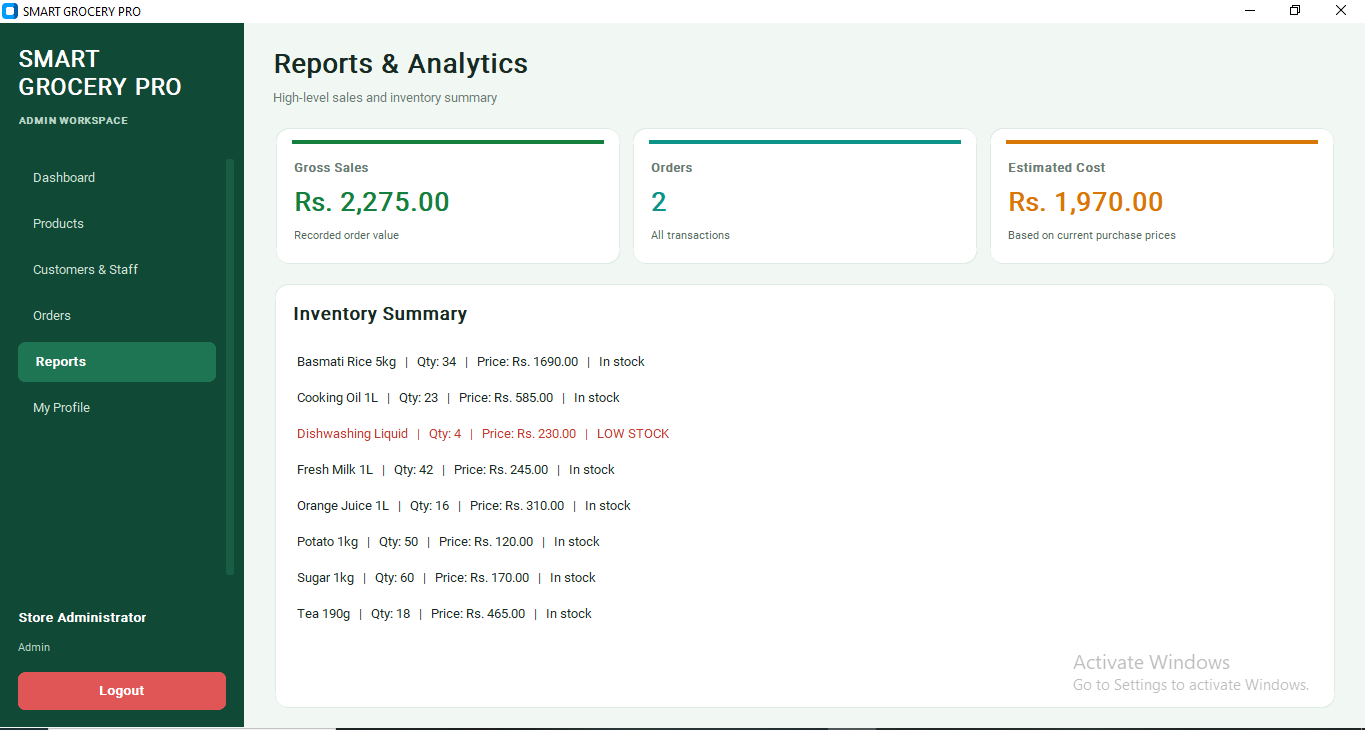 SMART GROCERY PRO
SMART
GROCERY PRO
ADMIN WORKSPACE
Dashboard
Products
Customers & Staff
Orders
Reports
My Profile
Store Administrator
Admin
Logout
Reports & Analytics
High-level sales and inventory summary
Gross Sales
Rs. 2,275.00
Recorded order value
Orders
2
All transactions
Estimated Cost
Rs. 1,970.00
Based on current purchase prices
Inventory Summary
Basmati Rice 5kg | Qty: 34 | Price: Rs. 1690.00 | In stock
Cooking Oil 1L | Qty: 23 | Price: Rs. 585.00 | In stock
Dishwashing Liquid | Qty: 4 | Price: Rs. 230.00 | LOW STOCK
Fresh Milk 1L | Qty: 42 | Price: Rs. 245.00 | In stock
Orange Juice 1L | Qty: 16 | Price: Rs. 310.00 | In stock
Potato 1kg | Qty: 50 | Price: Rs. 120.00 | In stock
Sugar 1kg | Qty: 60 | Price: Rs. 170.00 | In stock
Tea 190g | Qty: 18 | Price: Rs. 465.00 | In stock
Activate Windows
Go to Settings to activate Windows.